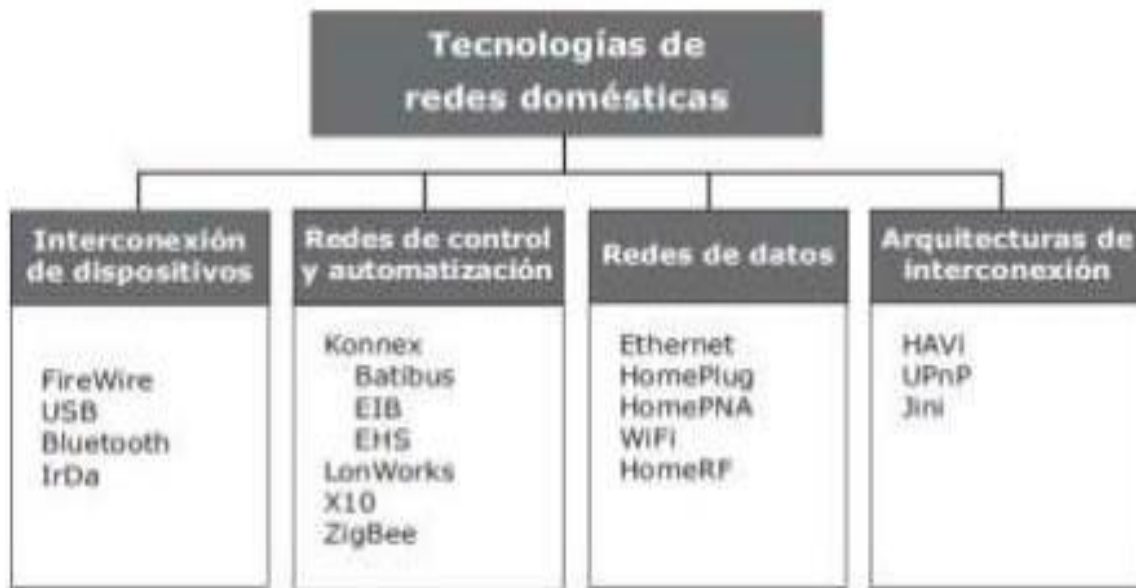 Tecnologías de
redes domésticas
Interconexión
de dispositivos
FireWire
USB
Bluetooth
IrDa
Redes de control
y automatización
Konnex
Batibus
EIB
EHS
LonWorks
X10
ZigBee
Redes de datos
Ethernet
HomePlug
HomePNA
WiFi
HomeRF
Arquitecturas de
interconexión
HAVi
UPnP
Jini